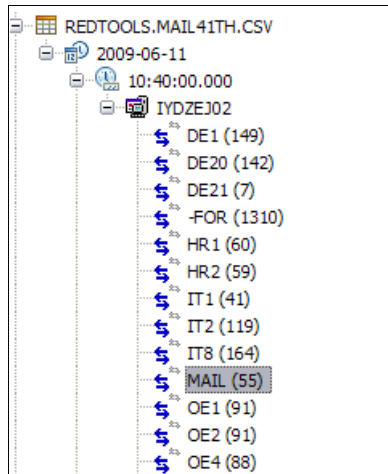 REDTOOLS.MAIL41TH.CSV
2009-06-11
10:40:00.000
IYDZEJ02
DE1 (149)
DE20 (142)
DE21 (7)
-FOR (1310)
HR1 (60)
HR2 (59)
IT1 (41)
IT2 (119)
IT8 (164)
MAIL (55)
OE1 (91)
OE2 (91)
OE4 (88)